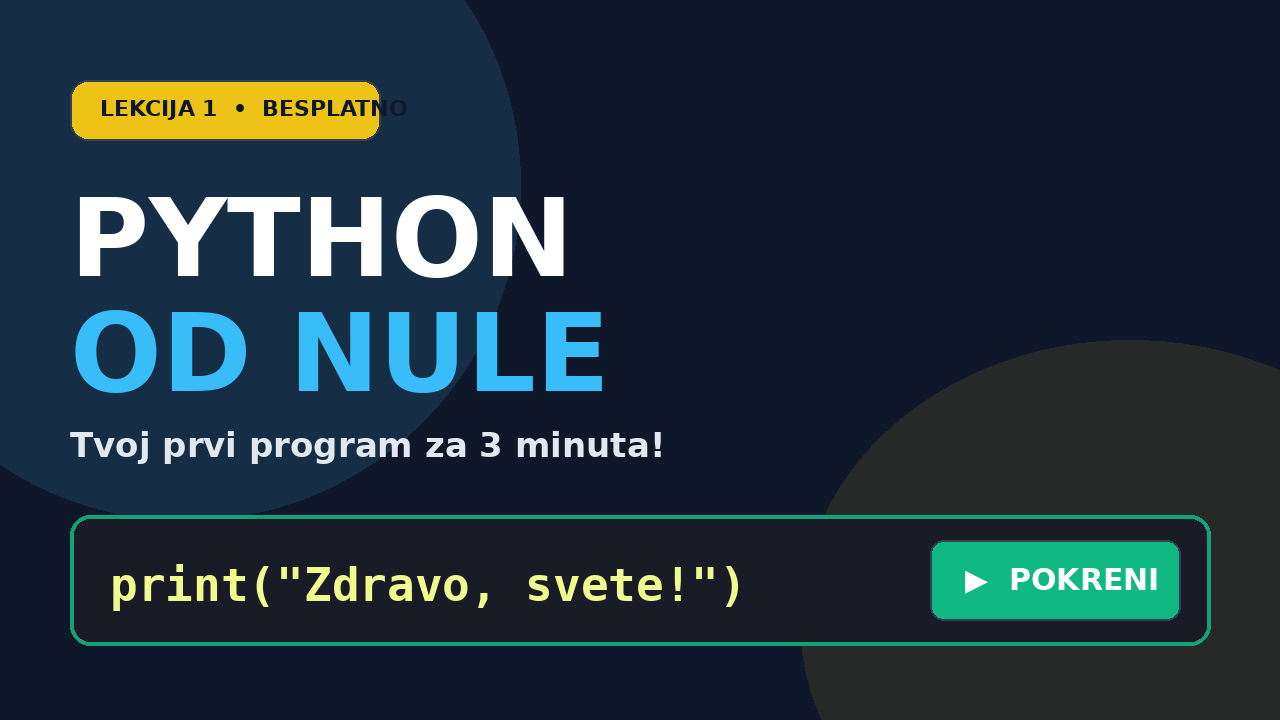 LEKCIJA 1 • BESPLATNO
PYTHON
OD NULE
Tvoj prvi program za 3 minuta!
print("Zdravo, svete!")
▶ POKRENI